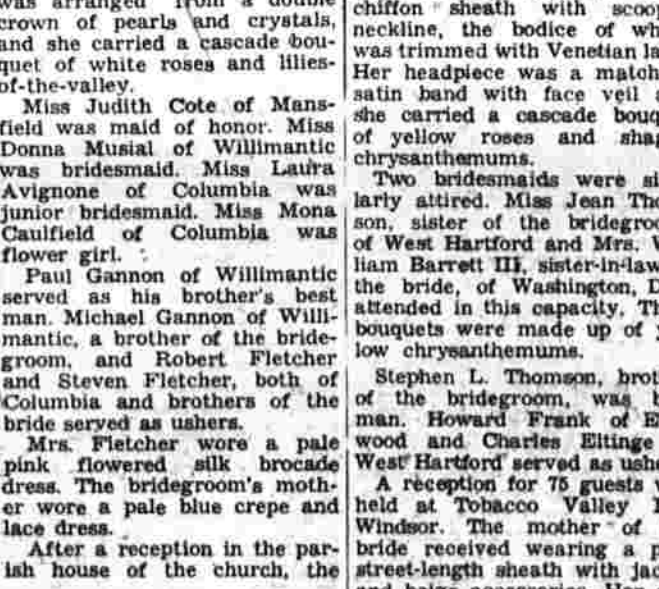 was arranged from a double
crown of pearls and crystals,
and she carried a cascade bou-
quet of white roses and lilies-
of-the-valley.
Miss Judith Cote of Mans-
field was maid of honor. Miss
Donna Musial of Willimantic
was bridesmaid. Miss Laura
Avignone of Columbia was
junior bridesmaid. Miss Mona
Caulfield of Columbia was
flower girl.
Paul Gannon of Willimantic
served as his brother's best
man. Michael Gannon of Willi-
mantic, a brother of the bride-
groom, and Robert Fletcher
and Steven Fletcher, both of
Columbia and brothers of the
bride served as ushers.
Mrs. Fletcher wore a pale
pink flowered silk brocade
dress. The bridegroom's moth-
er wore a pale blue crepe and
lace dress.
After a reception in the par-
ish house of the church, the
chiffon sheath with scoo
neckline, the bodice of wh
was trimmed with Venetian la
Her headpiece was a match
satin band with face veil
she carried a cascade bouq
of yellow roses and shag
chrysanthemums.
Two bridesmaids were si
larly attired. Miss Jean Tho
son, sister of the bridegroo
of West Hartford and Mrs. W
liam Barrett III, sister-in-law
the bride, of Washington, D
attended in this capacity. Th
bouquets were made up of
low chrysanthemums.
Stephen L. Thomson, brot
of the bridegroom, was b
man. Howard Frank of E
wood and Charles Eltinge
West Hartford served as ushe
A reception for 75 guests
held at Tobacco Valley I
Windsor. The mother of
bride received wearing a p
street-length sheath with jac